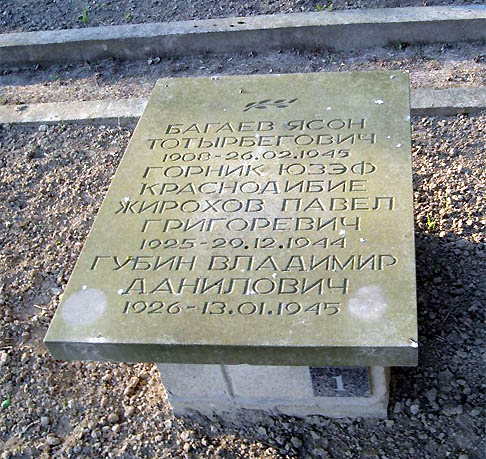 БАГАЕВ ЯСОН
ТОТЫРБЕГОВИЧ
1908-26.02.1945
ГОРНИК ЮЗЭФ
КРАСНОДИБИЕ
ЖИРОХОВ ПАВЕЛ
ГРИГОРЕВИЧ
1925-29.12.1944
ГУБИН ВЛАДИМИР
ДАНИЛОВИЧ
1926-13.01.1945
1